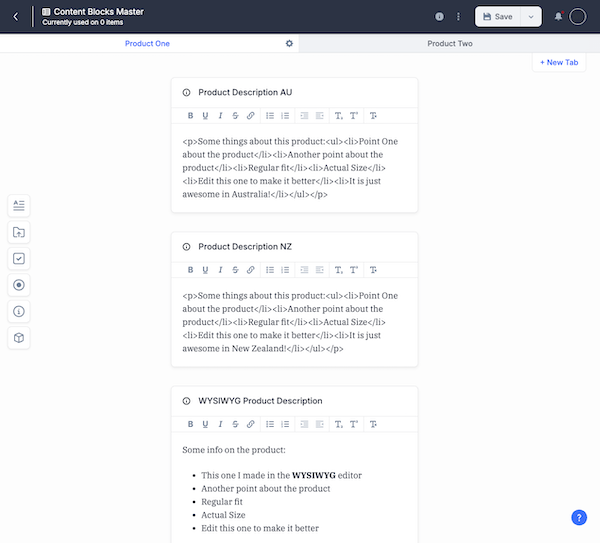 Content Blocks Master
Currently used on 0 items
Save
Product One
Product Two
+ New Tab
Product Description AU
B U I S
<p>Some things about this product:<ul><li>Point One
about the product</li><li>Another point about the
product</li><li>Regular fit</li><li>Actual Size</li>
<li>Edit this one to make it better</li><li>It is just
awesome in Australia!</li></ul></p>
Product Description NZ
B U I S
<p>Some things about this product:<ul><li>Point One
about the product</li><li>Another point about the
product</li><li>Regular fit</li><li>Actual Size</li>
<li>Edit this one to make it better</li><li>It is just
awesome in New Zealand!</li></ul></p>
WYSIWYG Product Description
B U I S
Some info on the product:
• This one I made in the WYSIWYG editor
• Another point about the product
• Regular fit
• Actual Size
• Edit this one to make it better
?